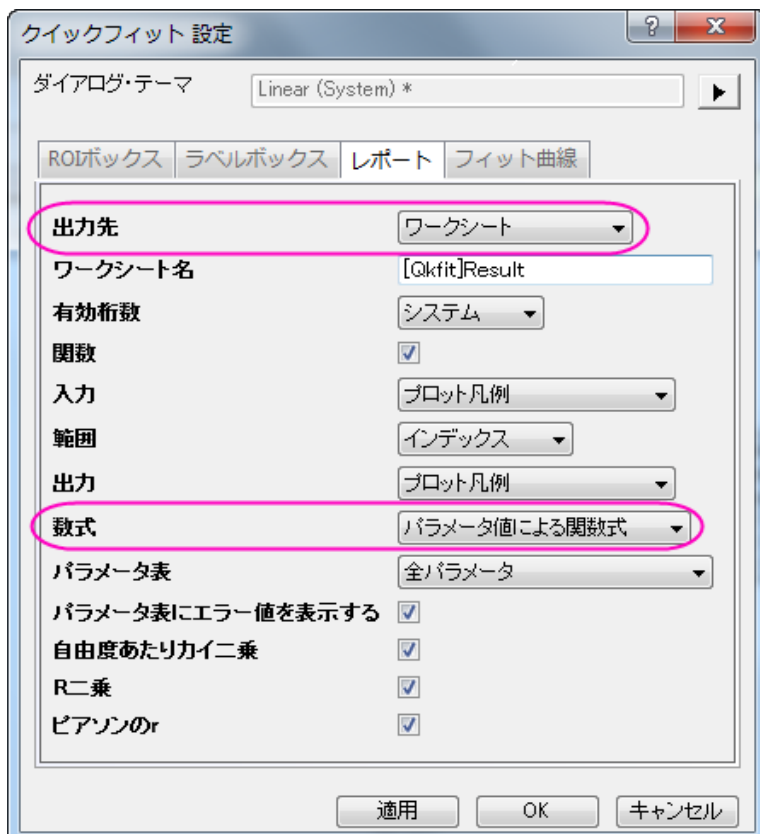 クイックフィット 設定
ダイアログ・テーマ Linear (System) *
ROIボックス ラベルボックス レポート フィット曲線
出力先 ワークシート
ワークシート名 [Qkfit]Result
有効桁数 システム
関数
入力 プロット凡例
範囲 インデックス
出力 プロット凡例
数式 パラメータ値による関数式
パラメータ表 全パラメータ
パラメータ表にエラー値を表示する
自由度あたりカイ二乗
R二乗
ピアソンのr
適用 OK キャンセル